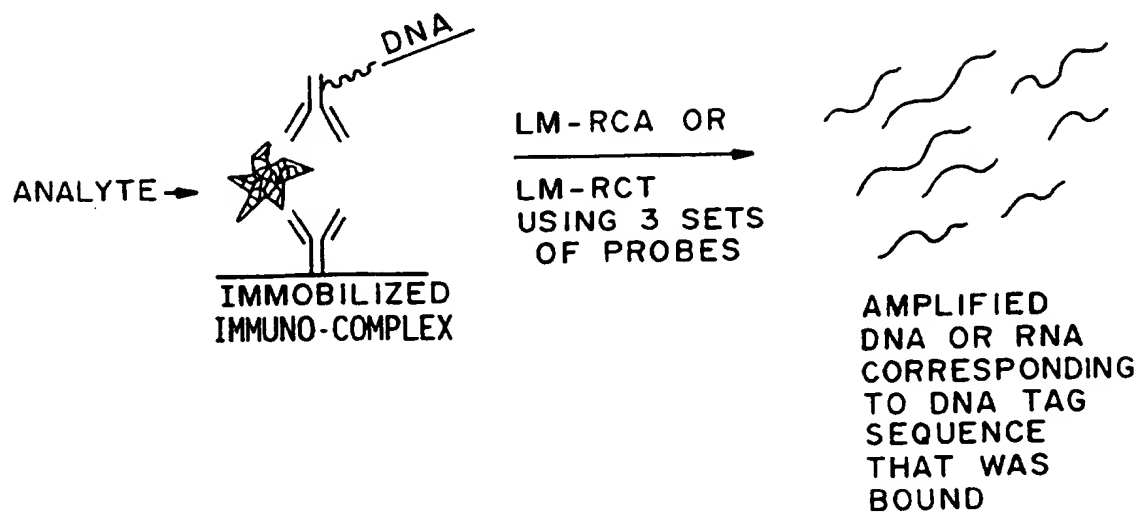 DNA
ANALYTE
IMMOBILIZED
IMMUNO-COMPLEX
LM-RCA OR
LM-RCT
USING 3 SETS
OF PROBES
AMPLIFIED
DNA OR RNA
CORRESPONDING
TO DNA TAG
SEQUENCE
THAT WAS
BOUND